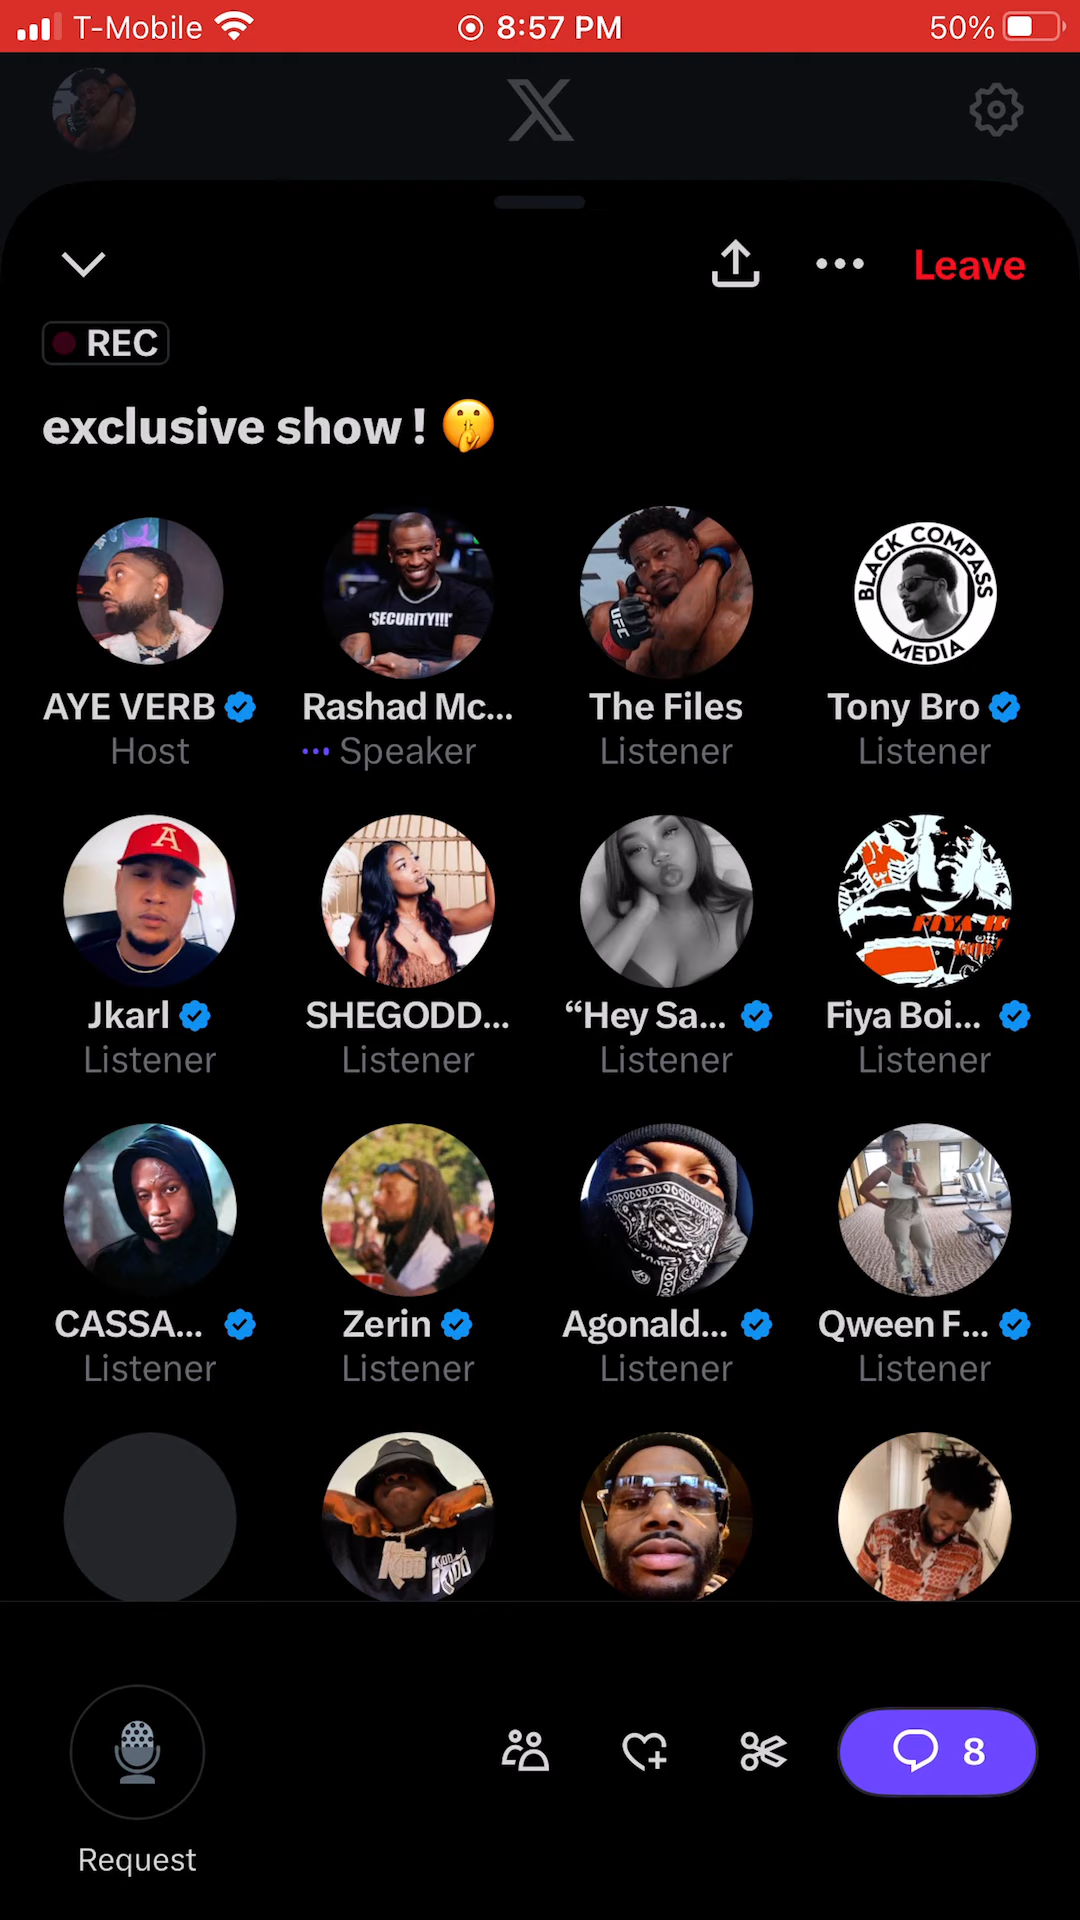 T-Mobile 8:57 PM 50%
X
Leave
REC
exclusive show ! 🤫
"SECURITY!!!"
UFC
BLACK COMPASS
MEDIA
AYE VERB Rashad Mc... The Files Tony Bro
Host Speaker Listener Listener
A
FIYA
Jkarl SHEGODD... “Hey Sa... Fiya Boi...
Listener Listener Listener Listener
CASSA... Zerin Agonald... Qween F...
Listener Listener Listener Listener
8
Request